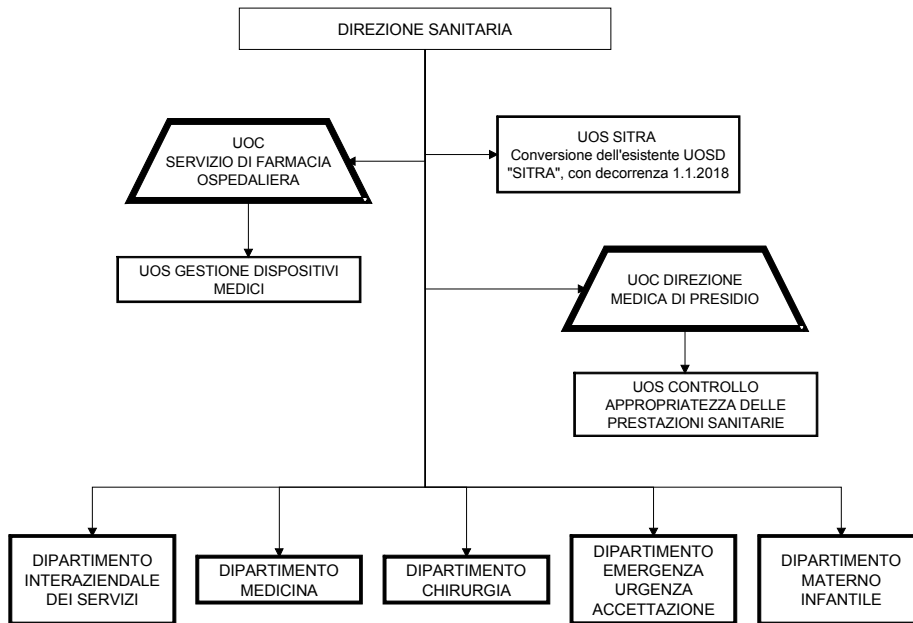 DIREZIONE SANITARIA
UOC
SERVIZIO DI FARMACIA
OSPEDALIERA
UOS SITRA
Conversione dell'esistente UOSD
"SITRA", con decorrenza 1.1.2018
UOS GESTIONE DISPOSITIVI
MEDICI
UOC DIREZIONE
MEDICA DI PRESIDIO
UOS CONTROLLO
APPROPRIATEZZA DELLE
PRESTAZIONI SANITARIE
DIPARTIMENTO
INTERAZIENDALE
DEI SERVIZI
DIPARTIMENTO
MEDICINA
DIPARTIMENTO
CHIRURGIA
DIPARTIMENTO
EMERGENZA
URGENZA
ACCETTAZIONE
DIPARTIMENTO
MATERNO
INFANTILE